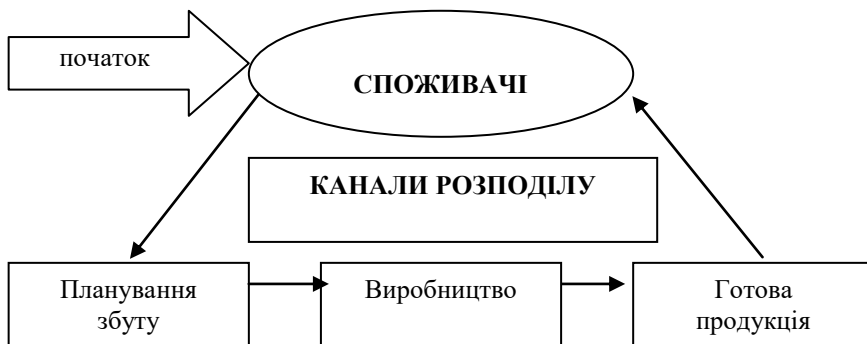 початок
СПОЖИВАЧІ
КАНАЛИ РОЗПОДІЛУ
Планування
збуту
Виробництво
Готова
продукція